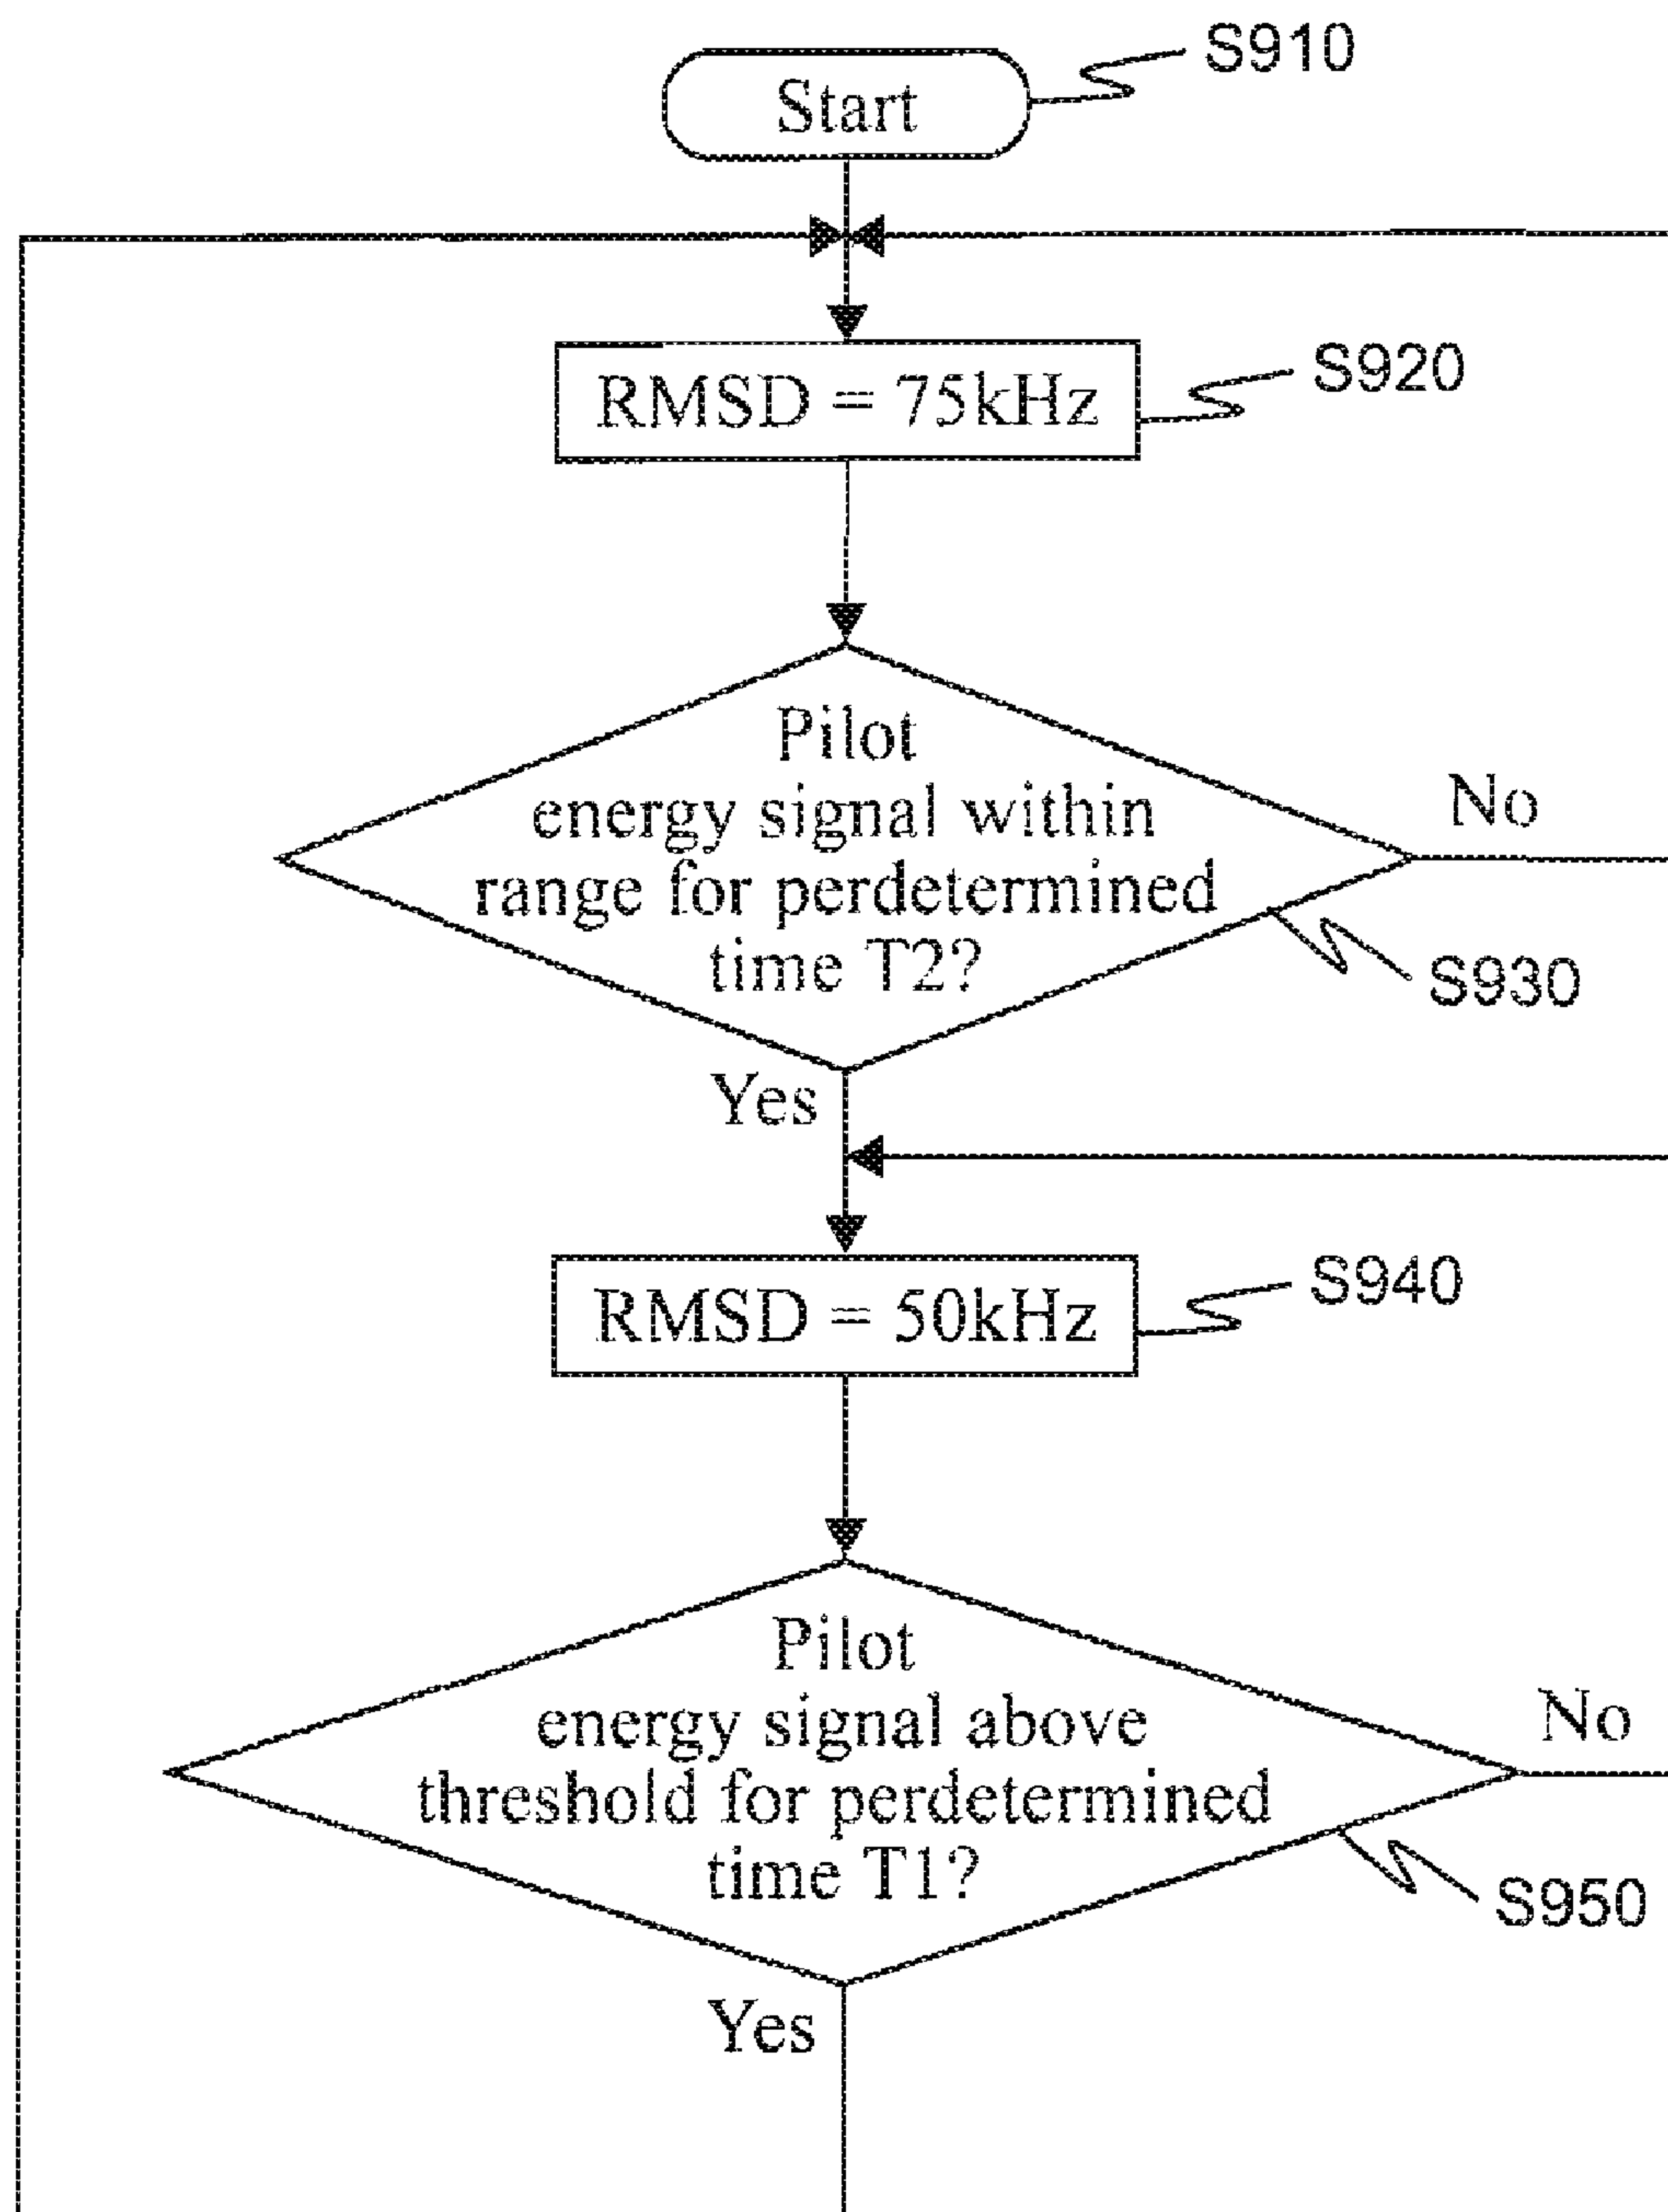 Start
S910
RMSD = 75kHz
S920
Pilot
energy signal within
range for perdetermined
time T2?
No
S930
Yes
RMSD = 50kHz
S940
Pilot
energy signal above
threshold for perdetermined
time T1?
No
S950
Yes